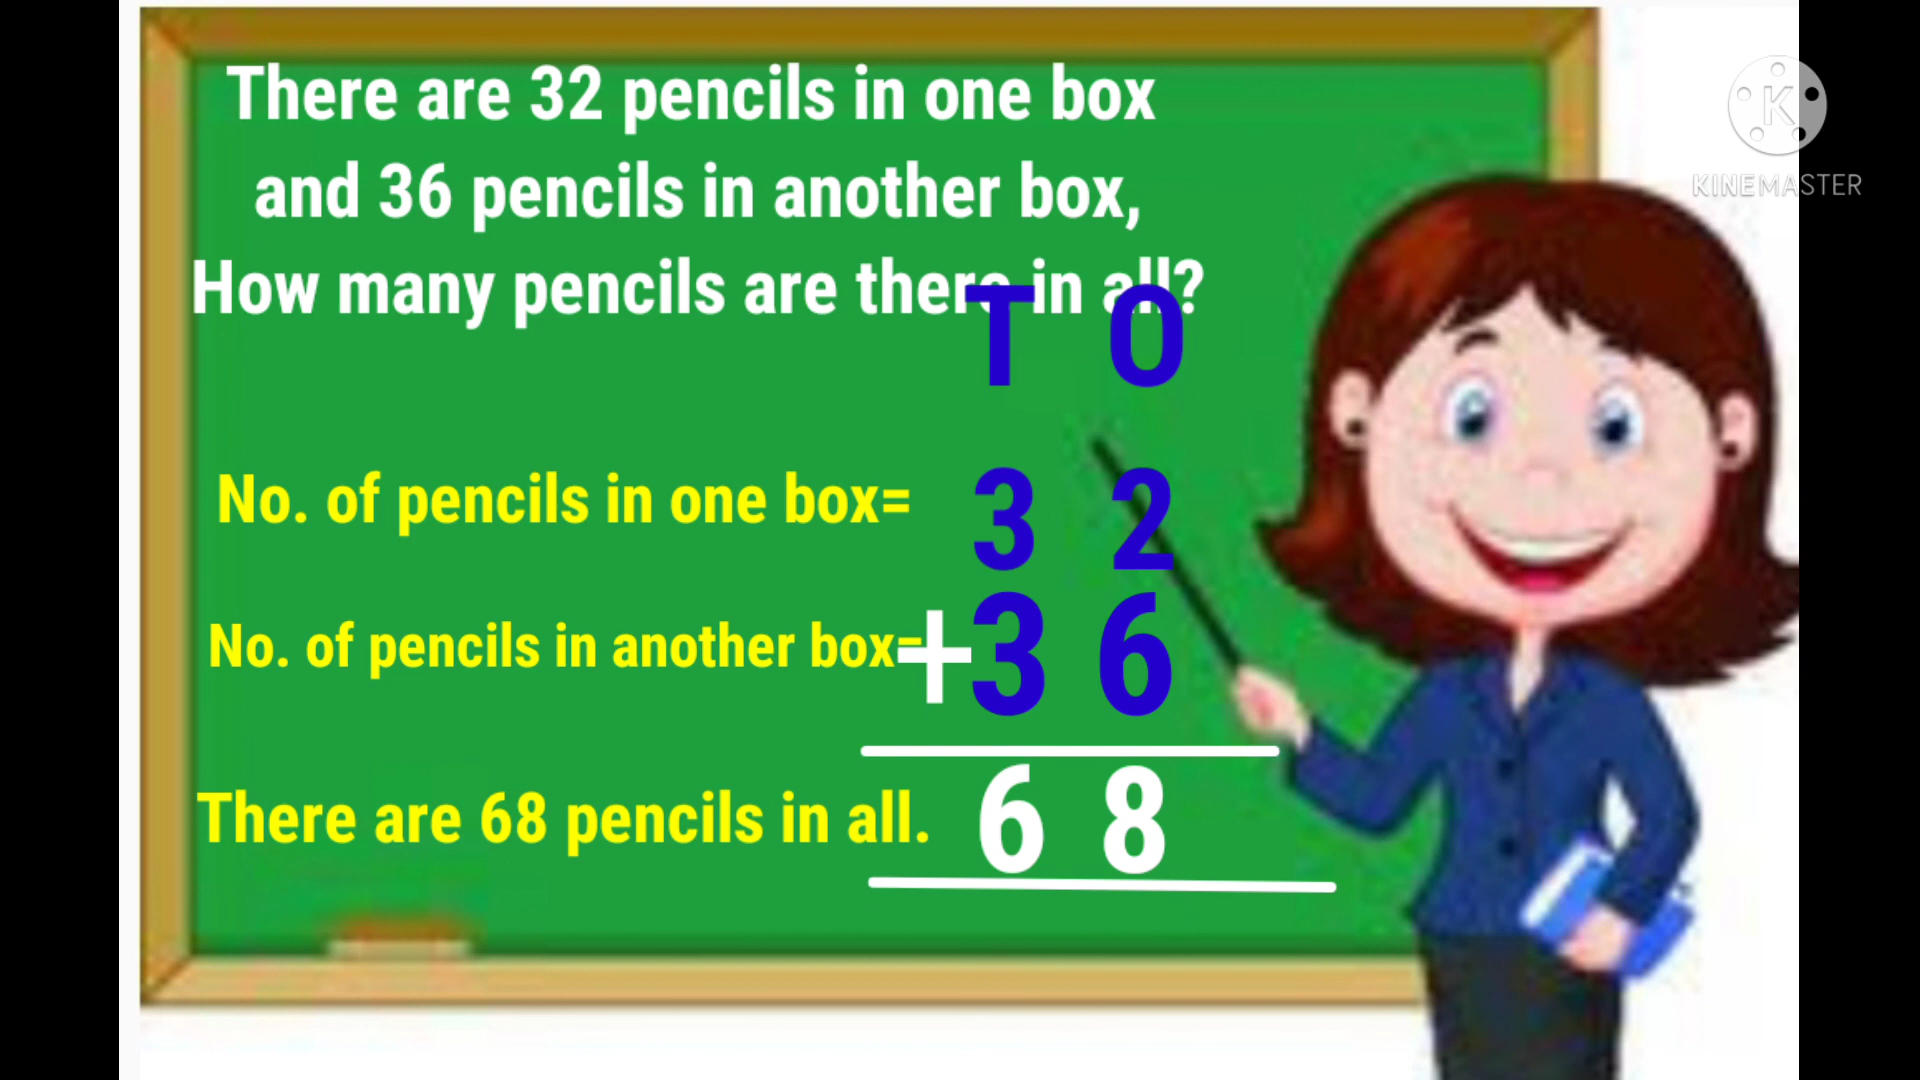 There are 32 pencils in one box
and 36 pencils in another box,
How many pencils are there in all?
T O
No. of pencils in one box= 3 2
No. of pencils in another box= + 3 6
There are 68 pencils in all. 6 8
K
KINEMASTER